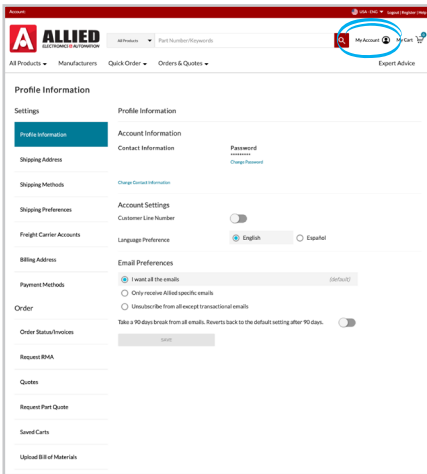 Account:
USA - ENG ▼ Logout | Register | Help
ALLIED
ELECTRONICS & AUTOMATION
All Products ▼ Part Number/Keywords
My Account
My Cart 0
All Products ▾ Manufacturers Quick Order ▾ Orders & Quotes ▾ Expert Advice
Profile Information
Settings
Profile Information
Shipping Address
Shipping Methods
Shipping Preferences
Freight Carrier Accounts
Billing Address
Payment Methods
Order
Order Status/Invoices
Request RMA
Quotes
Request Part Quote
Saved Carts
Upload Bill of Materials
Profile Information
Account Information
Contact Information Password
*********
Change Password
Change Contact Information
Account Settings
Customer Line Number
Language Preference English Español
Email Preferences
I want all the emails (default)
Only receive Allied specific emails
Unsubscribe from all except transactional emails
Take a 90 days break from all emails. Reverts back to the default setting after 90 days.
SAVE